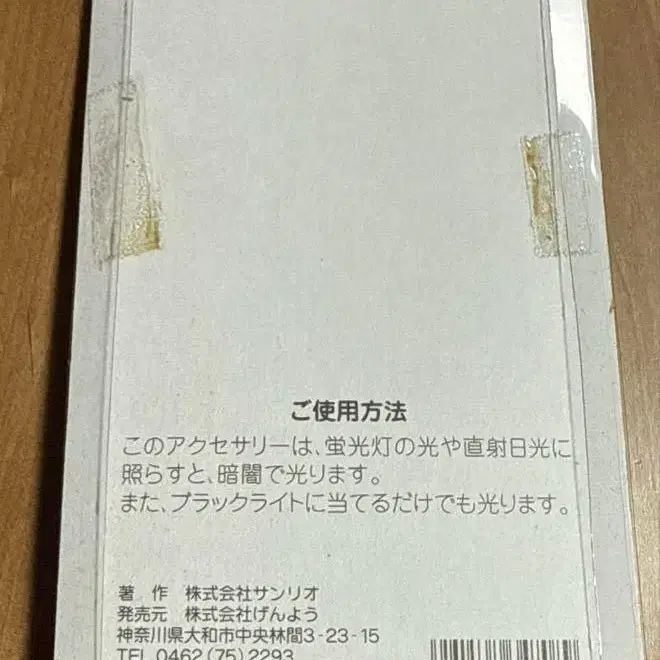 ご使用方法
このアクセサリーは、蛍光灯の光や直射日光に
照らすと、暗闇で光ります。
また、ブラックライトに当てるだけでも光ります。
著　作　株式会社サンリオ
発売元　株式会社げんよう
神奈川県大和市中央林間3-23-15
TEL 0462(75)2293